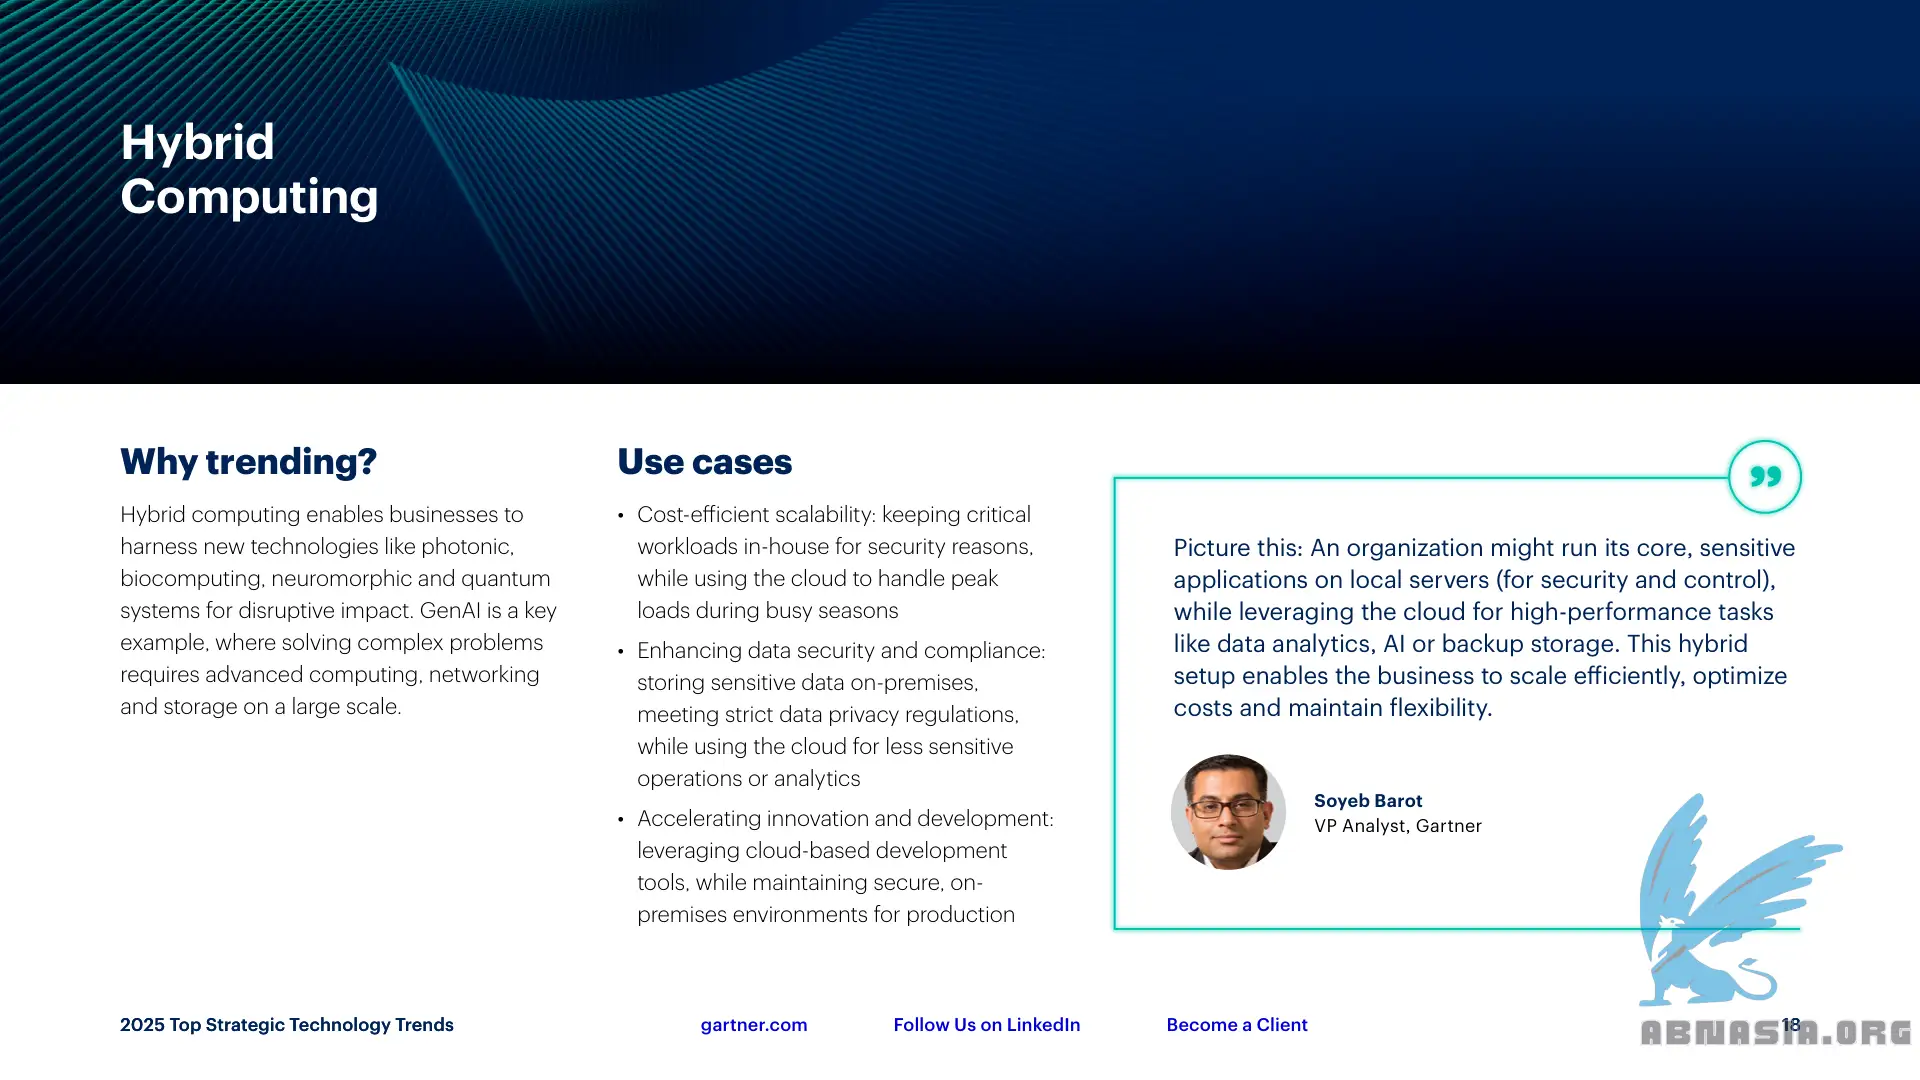 Hybrid
Computing
Why trending?
Hybrid computing enables businesses to
harness new technologies like photonic,
biocomputing, neuromorphic and quantum
systems for disruptive impact. GenAI is a key
example, where solving complex problems
requires advanced computing, networking
and storage on a large scale.
Use cases
• Cost-efficient scalability: keeping critical
workloads in-house for security reasons,
while using the cloud to handle peak
loads during busy seasons
• Enhancing data security and compliance:
storing sensitive data on-premises,
meeting strict data privacy regulations,
while using the cloud for less sensitive
operations or analytics
• Accelerating innovation and development:
leveraging cloud-based development
tools, while maintaining secure, on-
premises environments for production
”
Picture this: An organization might run its core, sensitive
applications on local servers (for security and control),
while leveraging the cloud for high-performance tasks
like data analytics, AI or backup storage. This hybrid
setup enables the business to scale efficiently, optimize
costs and maintain flexibility.
Soyeb Barot
VP Analyst, Gartner
2025 Top Strategic Technology Trends
gartner.com
Follow Us on LinkedIn
Become a Client
18
ABNASIA.ORG